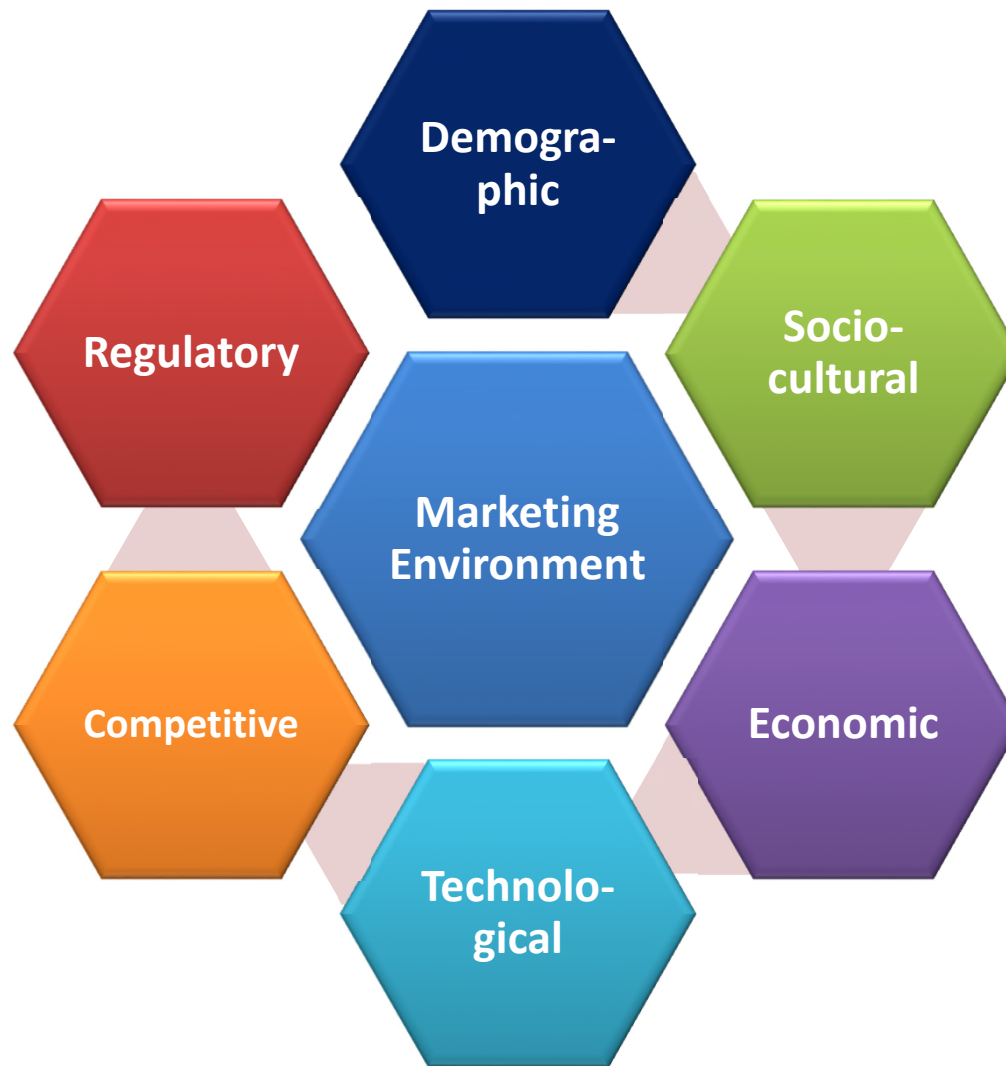 Demogra-
phic
Socio-
cultural
Regulatory
Marketing
Environment
Economic
Competitive
Technolo-
gical